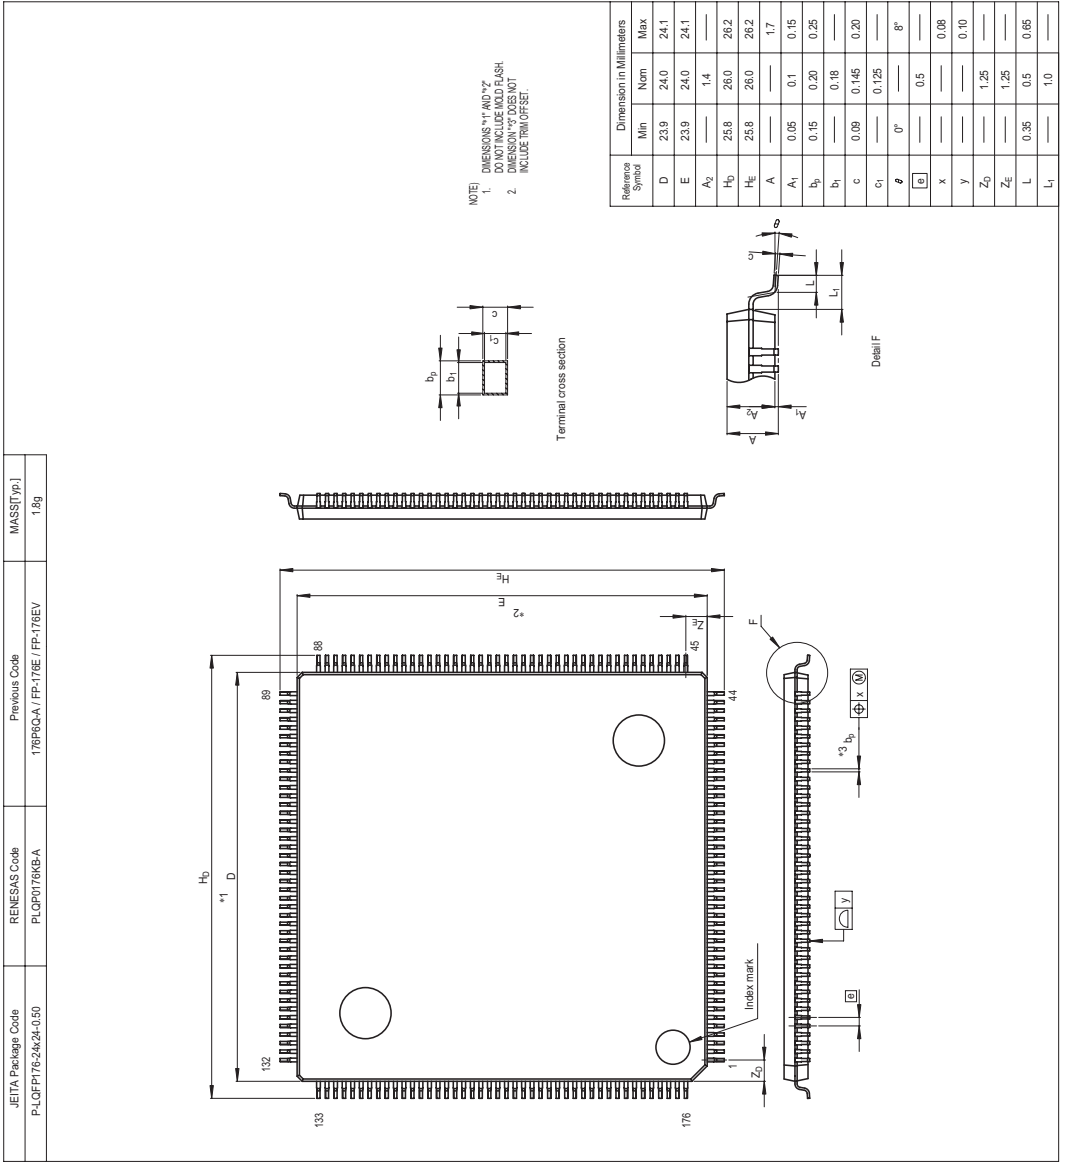 JEITA Package Code RENESAS Code Previous Code MASS[Typ.]
P-LQFP176-24x24-0.50 PLQP0176KB-A 176P6Q-A / FP-176E / FP-176EV 1.8g
HD
*1 D
89
88
132
133
E
*2
HE
ZE
45
44
1
176
ZD
Index mark
F
e
y
*3 bp
x M
bp
b1
c1
c
Terminal cross section
NOTE)
1. DIMENSIONS "*1" AND "*2"
DO NOT INCLUDE MOLD FLASH.
2. DIMENSION "*3" DOES NOT
INCLUDE TRIM OFFSET.
A
A2
A1
L
L1
c
θ
Detail F
Reference Symbol Dimension in Millimeters
Min Nom Max
D 23.9 24.0 24.1
E 23.9 24.0 24.1
A2 — 1.4 —
HD 25.8 26.0 26.2
HE 25.8 26.0 26.2
A — — 1.7
A1 0.05 0.1 0.15
bp 0.15 0.20 0.25
b1 — 0.18 —
c 0.09 0.145 0.20
c1 — 0.125 —
θ 0° — 8°
e — 0.5 —
x — — 0.08
y — — 0.10
ZD — 1.25 —
ZE — 1.25 —
L 0.35 0.5 0.65
L1 — 1.0 —